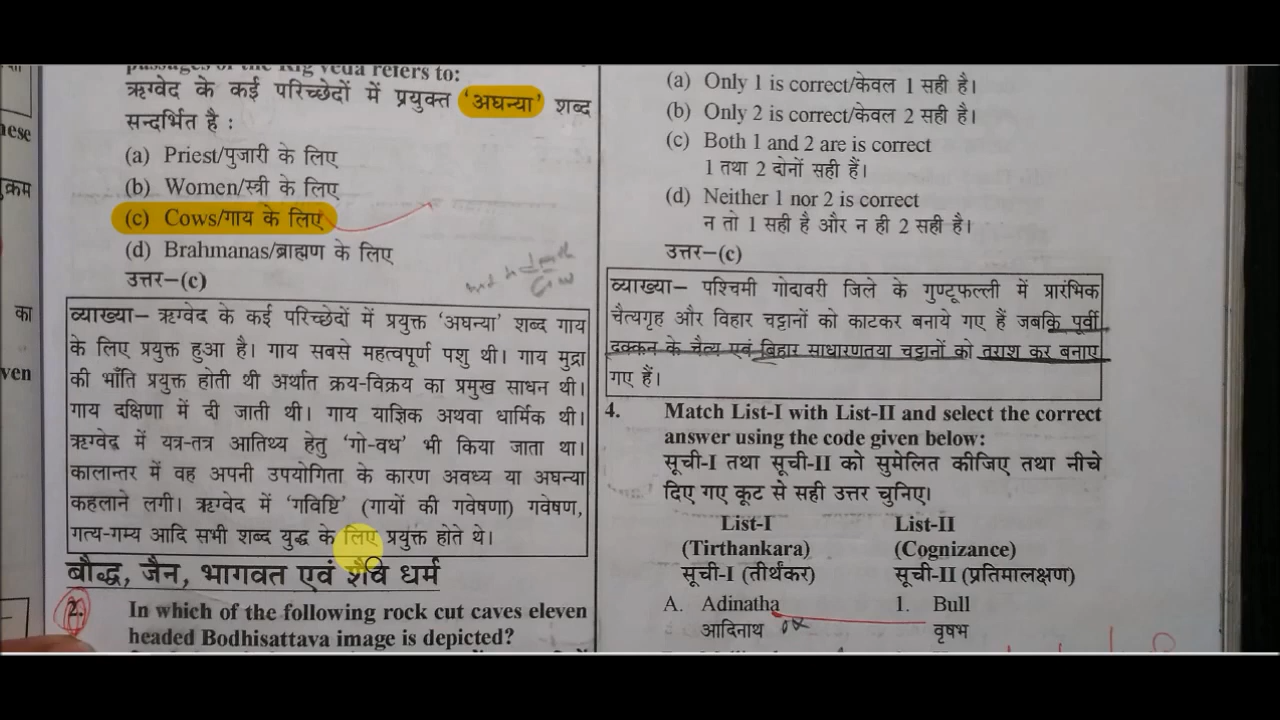 passages of the Rig veda refers to:
ऋग्वेद के कई परिच्छेदों में प्रयुक्त 'अघन्या' शब्द
सन्दर्भित है :
(a) Priest/पुजारी के लिए
(b) Women/स्त्री के लिए
(c) Cows/गाय के लिए
(d) Brahmanas/ब्राह्मण के लिए
उत्तर–(c)
व्याख्या– ऋग्वेद के कई परिच्छेदों में प्रयुक्त 'अघन्या' शब्द गाय
के लिए प्रयुक्त हुआ है। गाय सबसे महत्वपूर्ण पशु थी। गाय मुद्रा
की भाँति प्रयुक्त होती थी अर्थात क्रय-विक्रय का प्रमुख साधन थी।
गाय दक्षिणा में दी जाती थी। गाय याज्ञिक अथवा धार्मिक थी।
ऋग्वेद में यत्र-तत्र आतिथ्य हेतु 'गो-वध' भी किया जाता था।
कालान्तर में वह अपनी उपयोगिता के कारण अवध्य या अघन्या
कहलाने लगी। ऋग्वेद में 'गविष्टि' (गायों की गवेषणा) गवेषण,
गत्य-गम्य आदि सभी शब्द युद्ध के लिए प्रयुक्त होते थे।
बौद्ध, जैन, भागवत एवं शैव धर्म
2. In which of the following rock cut caves eleven
headed Bodhisattava image is depicted?
(a) Only 1 is correct/केवल 1 सही है।
(b) Only 2 is correct/केवल 2 सही है।
(c) Both 1 and 2 are is correct
1 तथा 2 दोनों सही हैं।
(d) Neither 1 nor 2 is correct
न तो 1 सही है और न ही 2 सही है।
उत्तर–(c)
व्याख्या– पश्चिमी गोदावरी जिले के गुण्टूफल्ली में प्रारंभिक
चैत्यगृह और विहार चट्टानों को काटकर बनाये गए हैं जबकि पूर्वी
दक्कन के चैत्य एवं बिहार साधारणतया चट्टानों को तराश कर बनाए
गए हैं।
4. Match List-I with List-II and select the correct
answer using the code given below:
सूची-I तथा सूची-II को सुमेलित कीजिए तथा नीचे
दिए गए कूट से सही उत्तर चुनिए।
List-I List-II
(Tirthankara) (Cognizance)
सूची-I (तीर्थंकर) सूची-II (प्रतिमालक्षण)
A. Adinatha 1. Bull
आदिनाथ वृषभ
nese
क्रम
का
ven